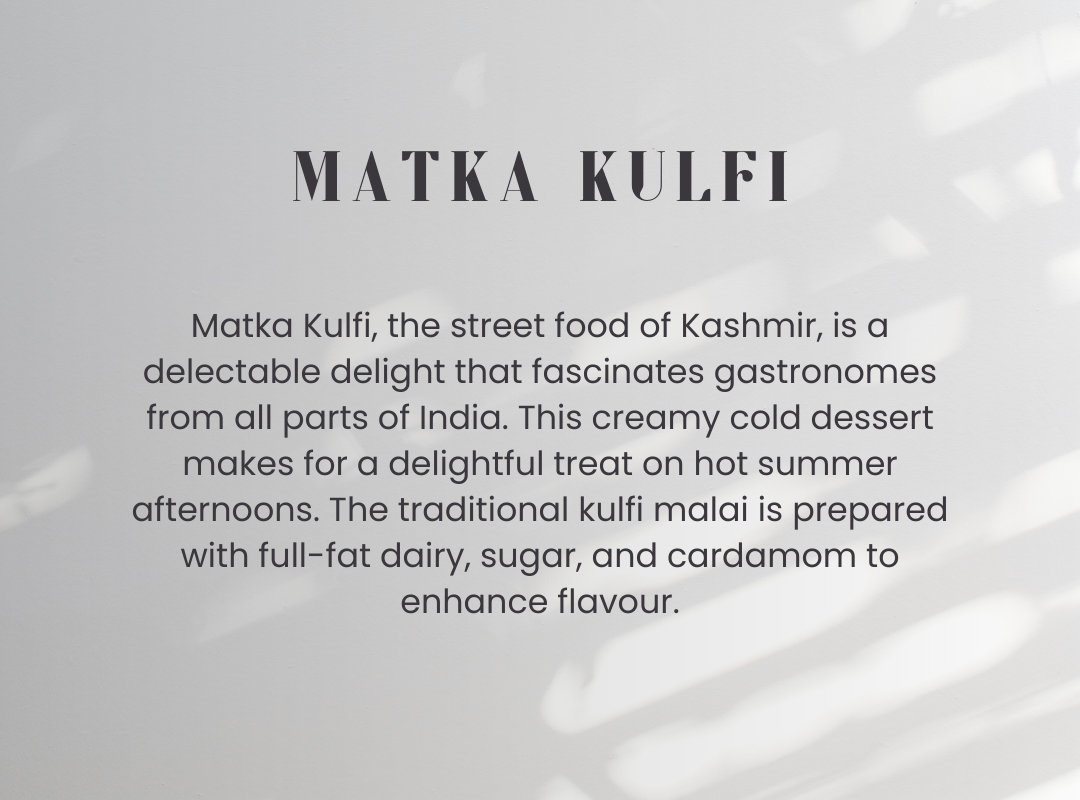 MATKA KULFI
Matka Kulfi, the street food of Kashmir, is a
delectable delight that fascinates gastronomes
from all parts of India. This creamy cold dessert
makes for a delightful treat on hot summer
afternoons. The traditional kulfi malai is prepared
with full-fat dairy, sugar, and cardamom to
enhance flavour.